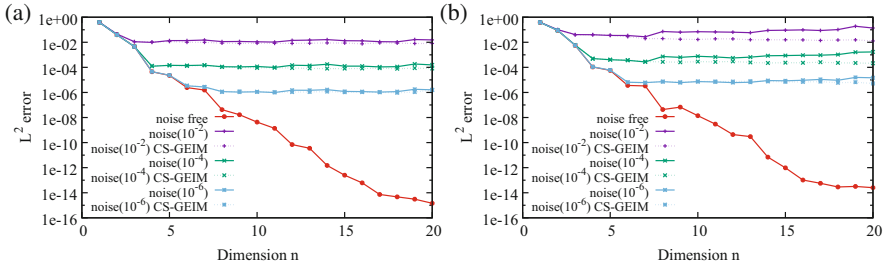 (a)
1e+00
1e-02
1e-04
1e-06
1e-08
1e-10
1e-12
1e-14
1e-16
L² error
noise free
noise(10⁻²)
noise(10⁻²) CS-GEIM
noise(10⁻⁴)
noise(10⁻⁴) CS-GEIM
noise(10⁻⁶)
noise(10⁻⁶) CS-GEIM
0 5 10 15 20
Dimension n
(b)
1e+00
1e-02
1e-04
1e-06
1e-08
1e-10
1e-12
1e-14
1e-16
L² error
noise free
noise(10⁻²)
noise(10⁻²) CS-GEIM
noise(10⁻⁴)
noise(10⁻⁴) CS-GEIM
noise(10⁻⁶)
noise(10⁻⁶) CS-GEIM
0 5 10 15 20
Dimension n